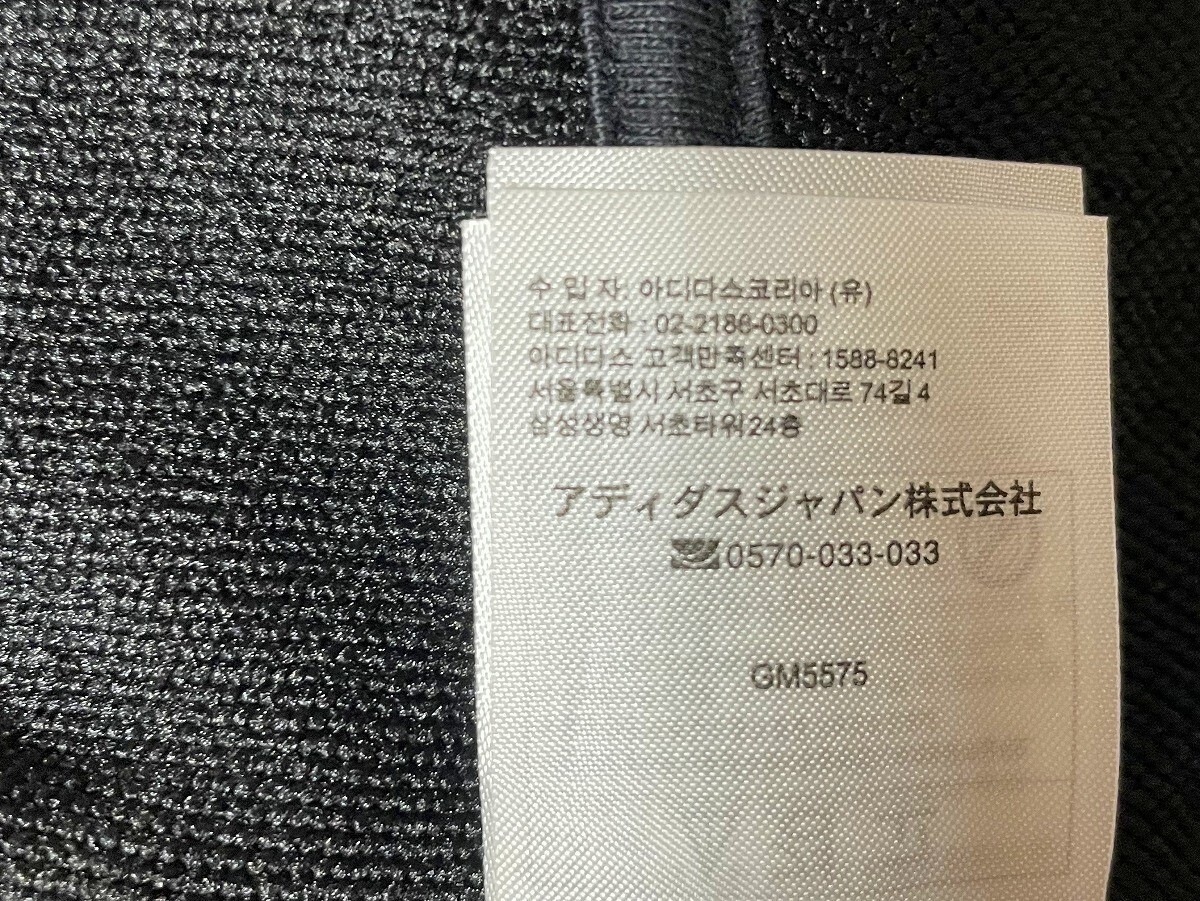 수 입 자: 아디다스코리아 (유)
대표전화 : 02-2186-0300
아디다스 고객만족센터 : 1588-8241
서울특별시 서초구 서초대로 74길 4
삼성생명 서초타워 24층
アディダスジャパン株式会社
0570-033-033
GM5575